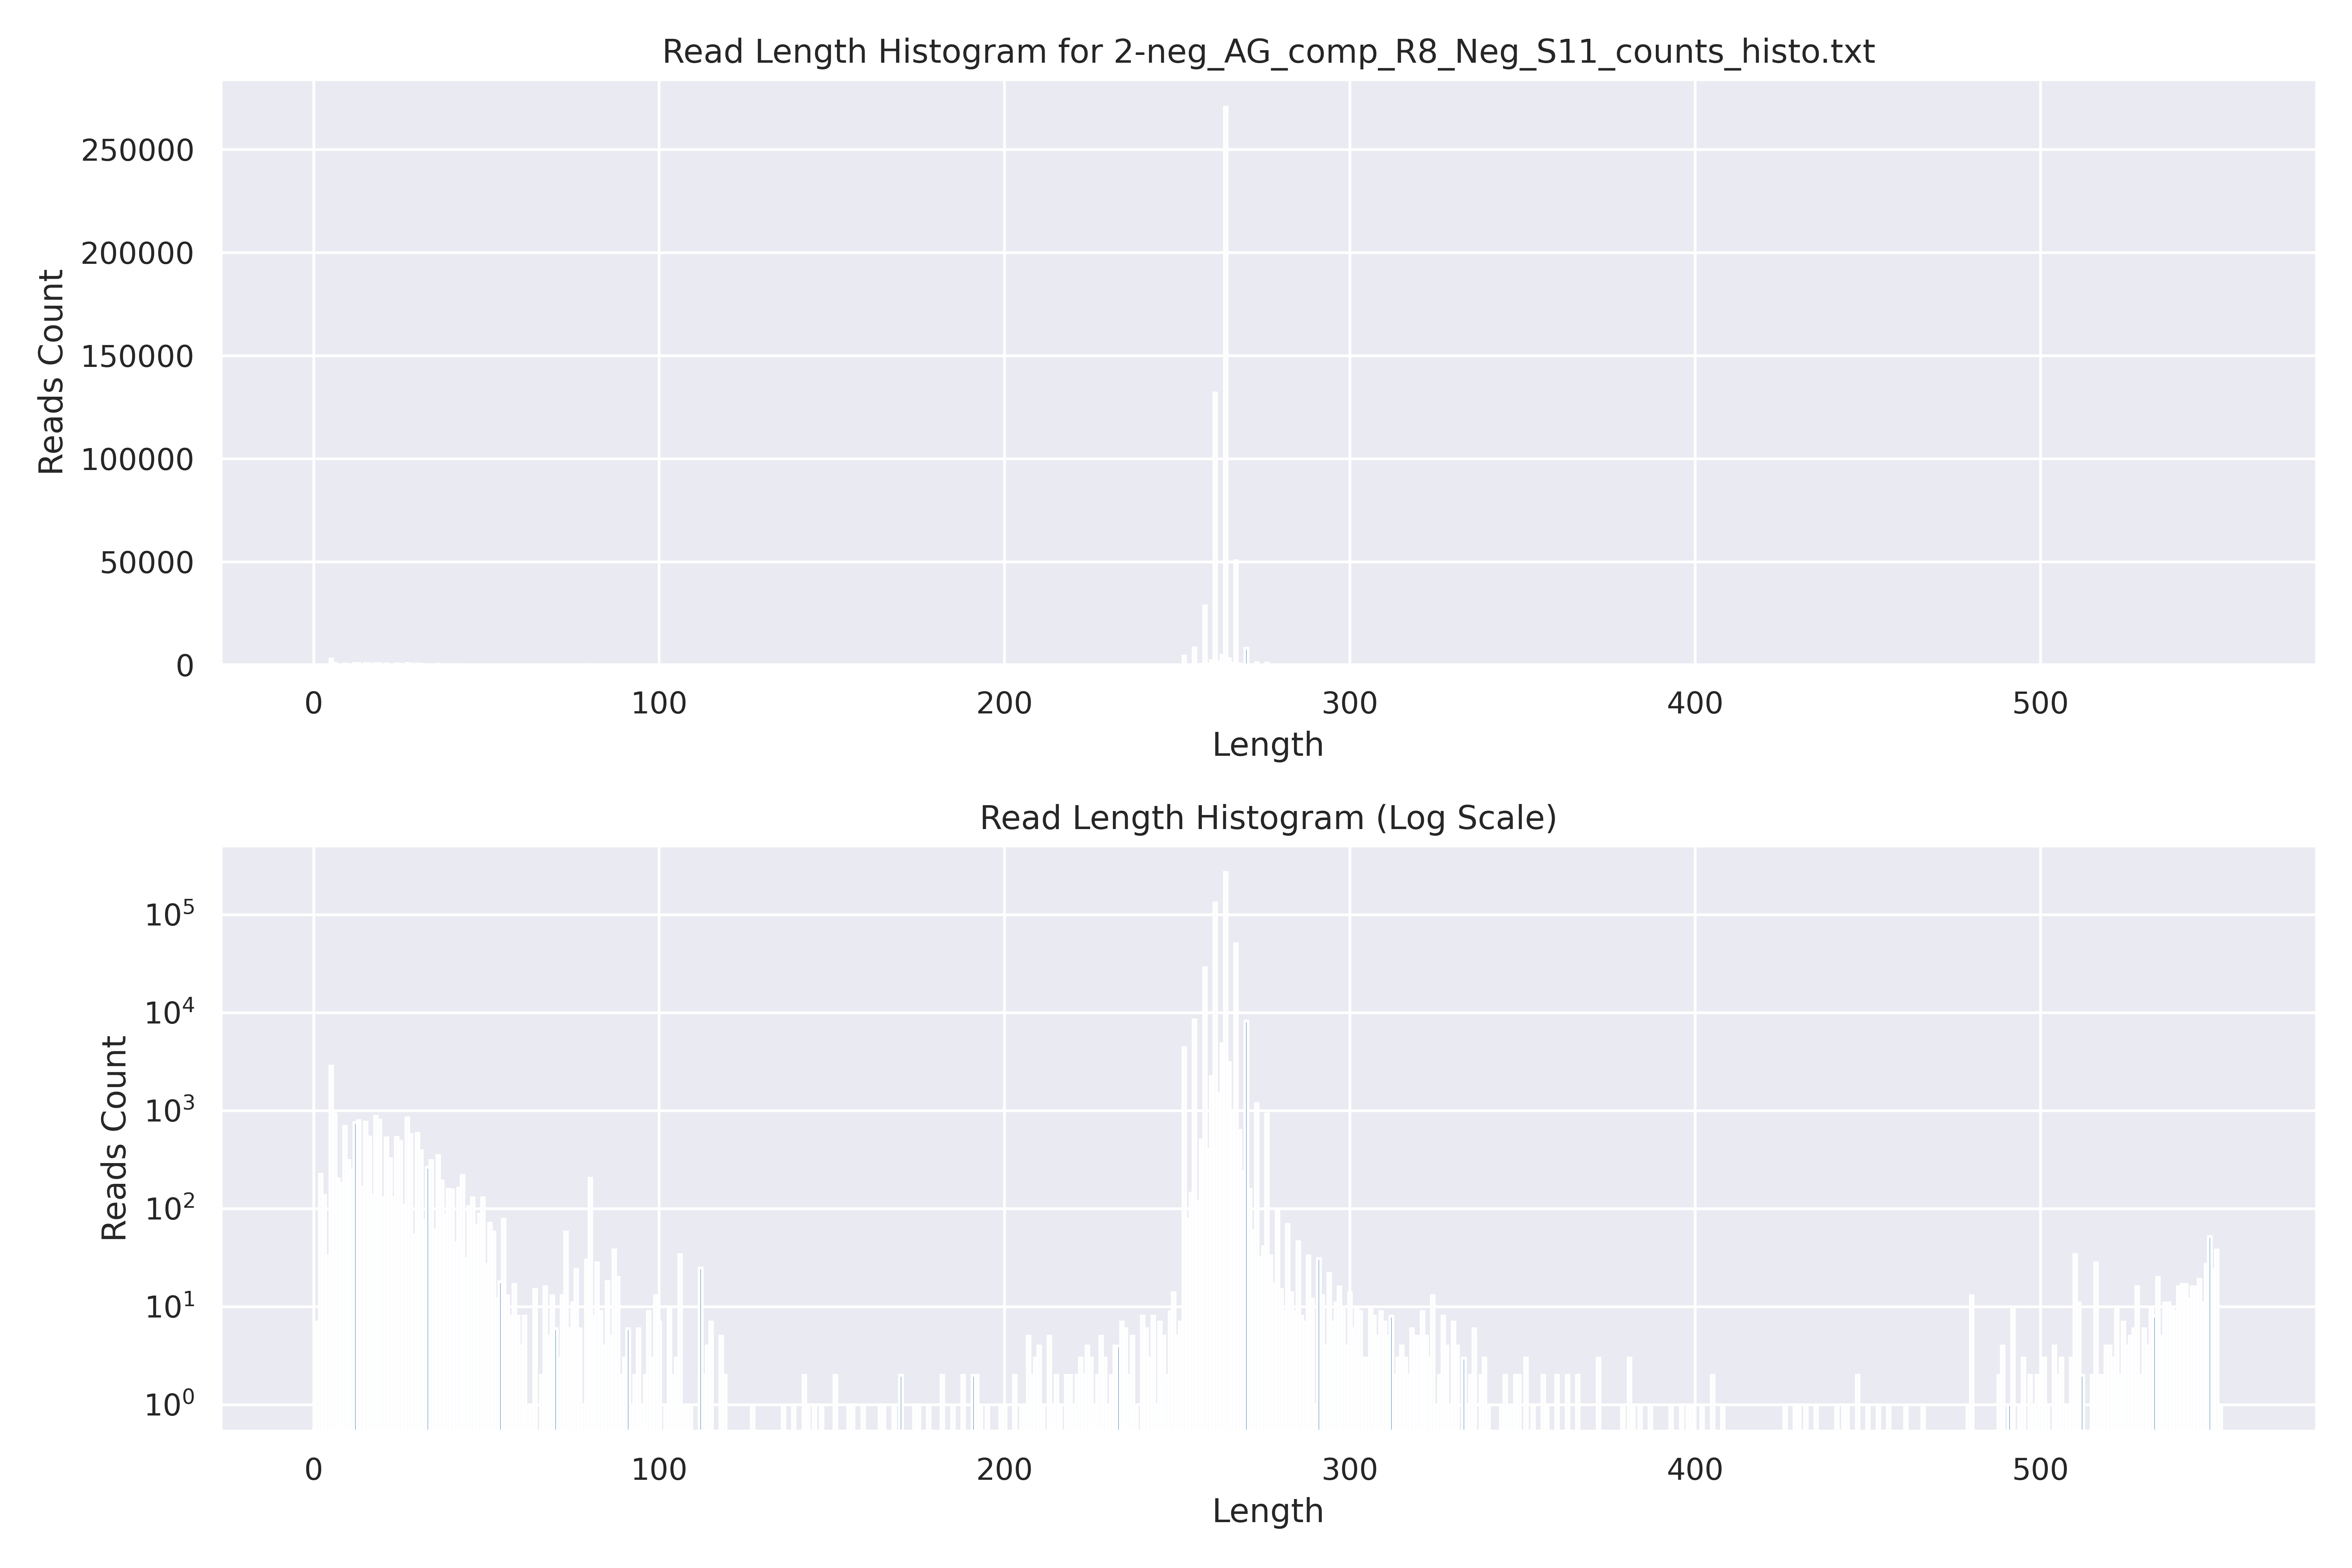 Read Length Histogram for 2-neg_AG_comp_R8_Neg_S11_counts_histo.txt
250000
200000
150000
100000
50000
0
Reads Count
0 100 200 300 400 500
Length
Read Length Histogram (Log Scale)
10⁵
10⁴
10³
10²
10¹
10⁰
Reads Count
0 100 200 300 400 500
Length